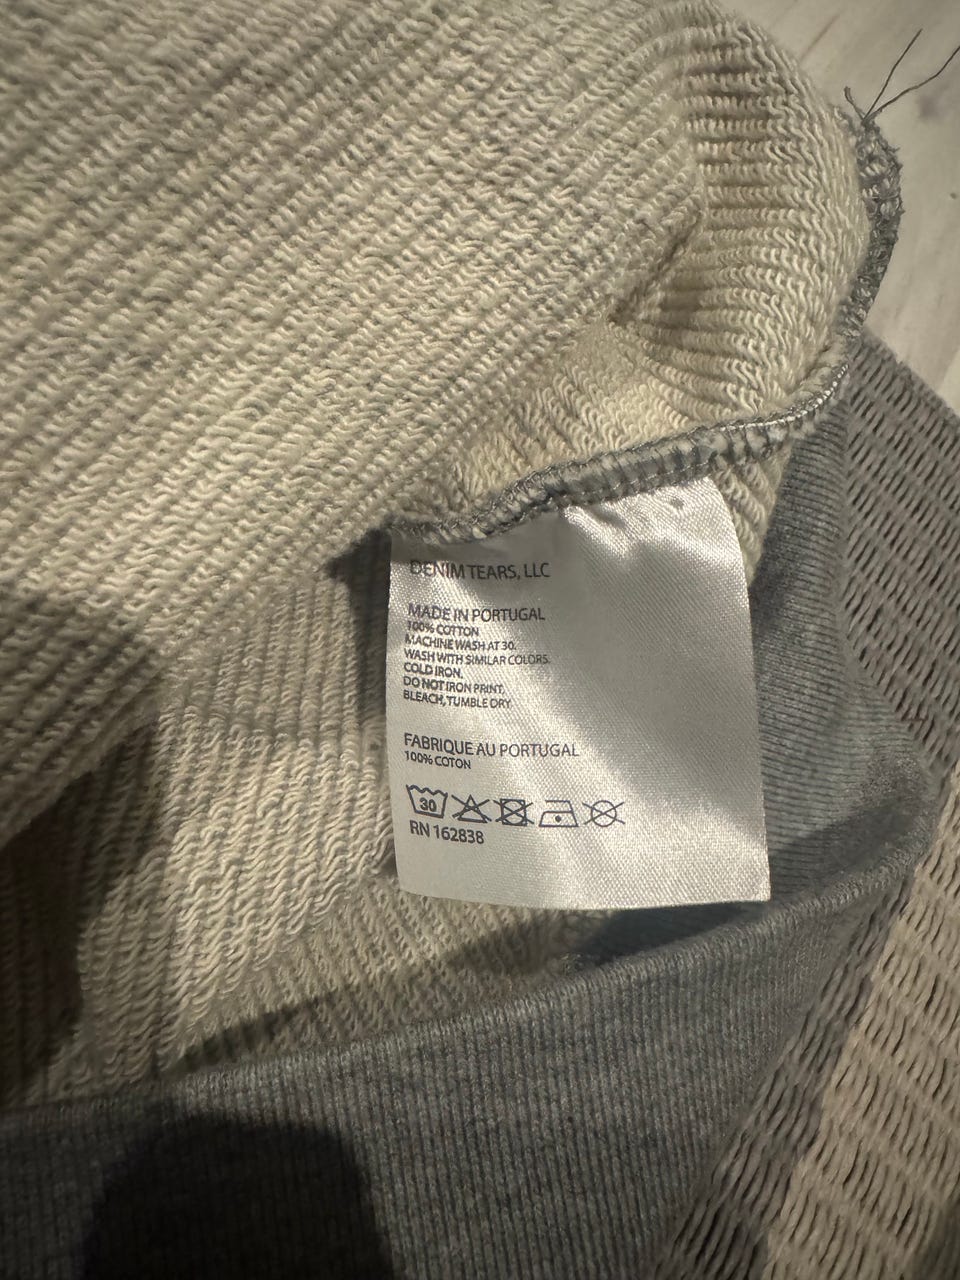 DENIM TEARS, LLC
MADE IN PORTUGAL
100% COTTON
MACHINE WASH AT 30.
WASH WITH SIMILAR COLORS.
COLD IRON.
DO NOT IRON PRINT.
BLEACH, TUMBLE DRY
FABRIQUE AU PORTUGAL
100% COTON
30
RN 162838